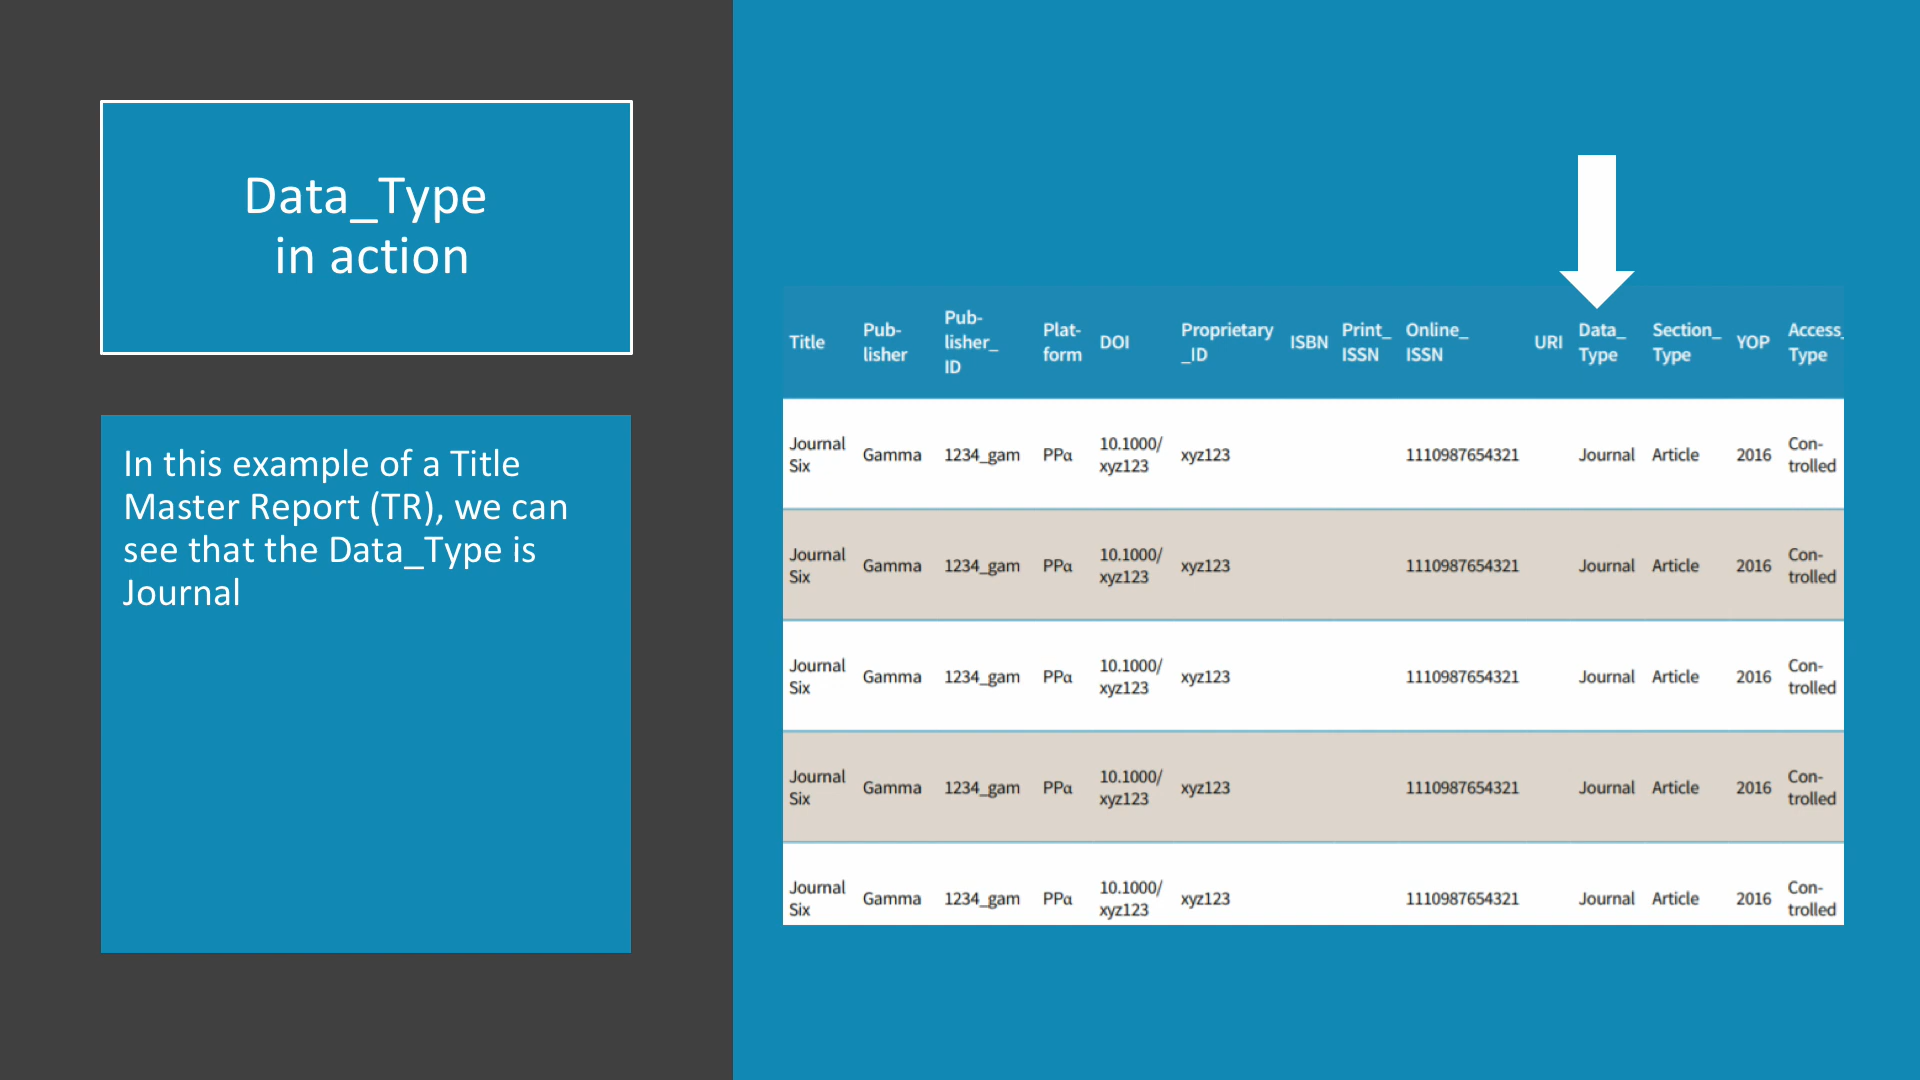 Data_Type
in action
In this example of a Title
Master Report (TR), we can
see that the Data_Type is
Journal
Title Pub-lisher Pub-lisher_ID Plat-form DOI Proprietary_ID ISBN Print_ISSN Online_ISSN URI Data_Type Section_Type YOP Access_Type
Journal Six Gamma 1234_gam PPα 10.1000/xyz123 xyz123 1110987654321 Journal Article 2016 Con-trolled
Journal Six Gamma 1234_gam PPα 10.1000/xyz123 xyz123 1110987654321 Journal Article 2016 Con-trolled
Journal Six Gamma 1234_gam PPα 10.1000/xyz123 xyz123 1110987654321 Journal Article 2016 Con-trolled
Journal Six Gamma 1234_gam PPα 10.1000/xyz123 xyz123 1110987654321 Journal Article 2016 Con-trolled
Journal Six Gamma 1234_gam PPα 10.1000/xyz123 xyz123 1110987654321 Journal Article 2016 Con-trolled